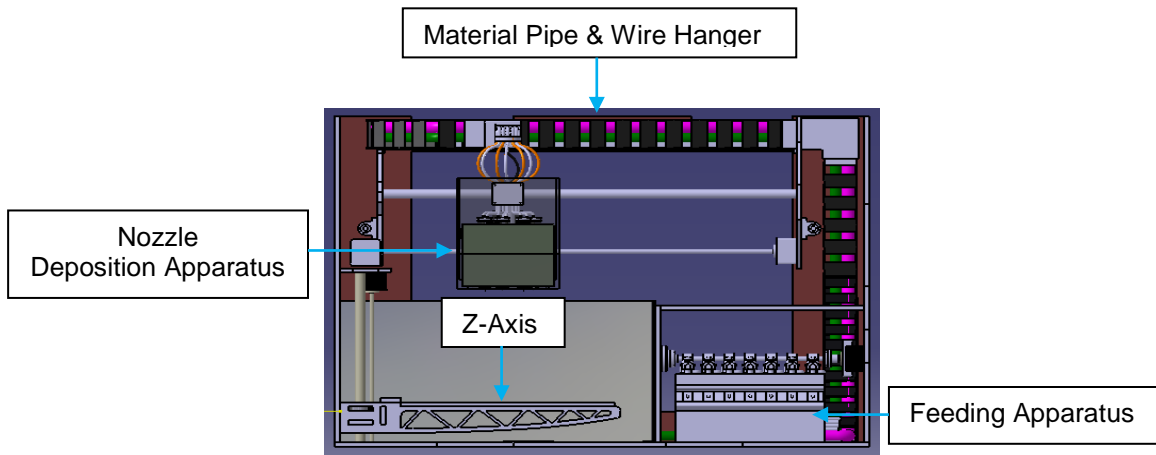 Material Pipe & Wire Hanger
Nozzle
Deposition Apparatus
Z-Axis
Feeding Apparatus